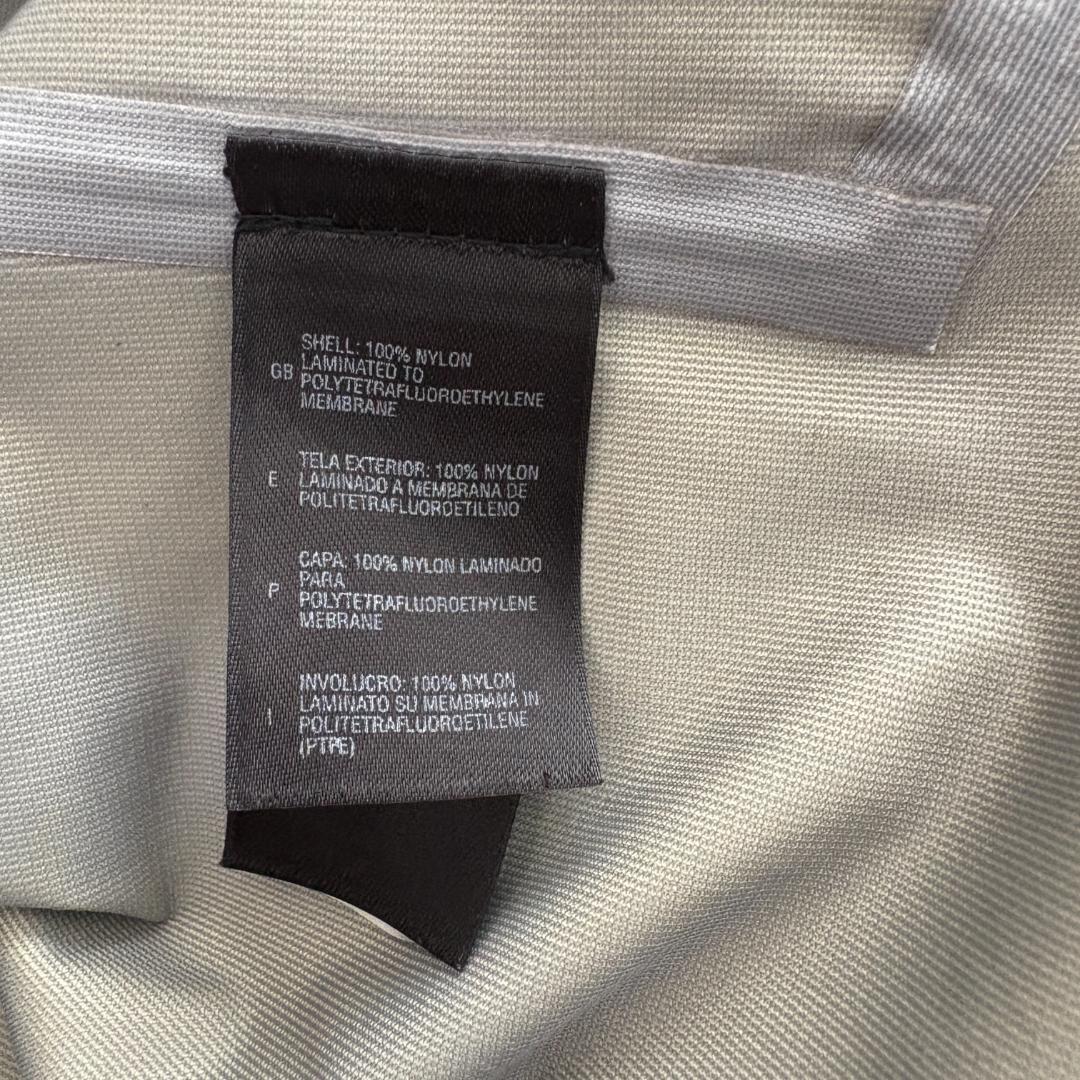 SHELL: 100% NYLON
GB LAMINATED TO
POLYTETRAFLUOROETHYLENE
MEMBRANE
TELA EXTERIOR: 100% NYLON
E LAMINADO A MEMBRANA DE
POLITETRAFLUOROETILENO
CAPA: 100% NYLON LAMINADO
P PARA
POLYTETRAFLUOROETHYLENE
MEBRANE
INVOLUCRO: 100% NYLON
I LAMINATO SU MEMBRANA IN
POLITETRAFLUOROETILENE
(PTPE)